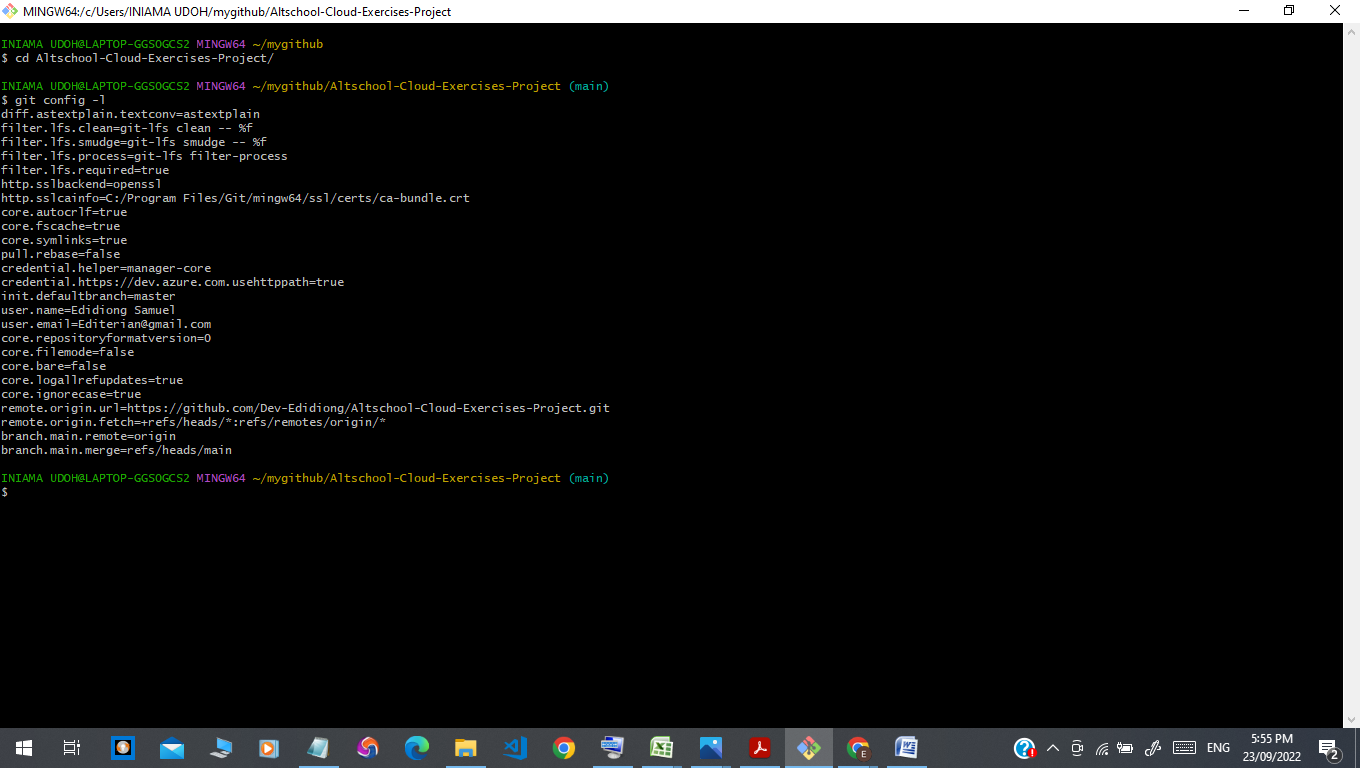 MINGW64:/c/Users/INIAMA UDOH/mygithub/Altschool-Cloud-Exercises-Project
INIAMA UDOH@LAPTOP-GGSOGCS2 MINGW64 ~/mygithub
$ cd Altschool-Cloud-Exercises-Project/
INIAMA UDOH@LAPTOP-GGSOGCS2 MINGW64 ~/mygithub/Altschool-Cloud-Exercises-Project (main)
$ git config -l
diff.astextplain.textconv=astextplain
filter.lfs.clean=git-lfs clean -- %f
filter.lfs.smudge=git-lfs smudge -- %f
filter.lfs.process=git-lfs filter-process
filter.lfs.required=true
http.sslbackend=openssl
http.sslcainfo=C:/Program Files/Git/mingw64/ssl/certs/ca-bundle.crt
core.autocrlf=true
core.fscache=true
core.symlinks=true
pull.rebase=false
credential.helper=manager-core
credential.https://dev.azure.com.usehttppath=true
init.defaultbranch=master
user.name=Edidiong Samuel
user.email=Editerian@gmail.com
core.repositoryformatversion=0
core.filemode=false
core.bare=false
core.logallrefupdates=true
core.ignorecase=true
remote.origin.url=https://github.com/Dev-Edidiong/Altschool-Cloud-Exercises-Project.git
remote.origin.fetch=+refs/heads/*:refs/remotes/origin/*
branch.main.remote=origin
branch.main.merge=refs/heads/main
INIAMA UDOH@LAPTOP-GGSOGCS2 MINGW64 ~/mygithub/Altschool-Cloud-Exercises-Project (main)
$
ENG
5:55 PM
23/09/2022
2